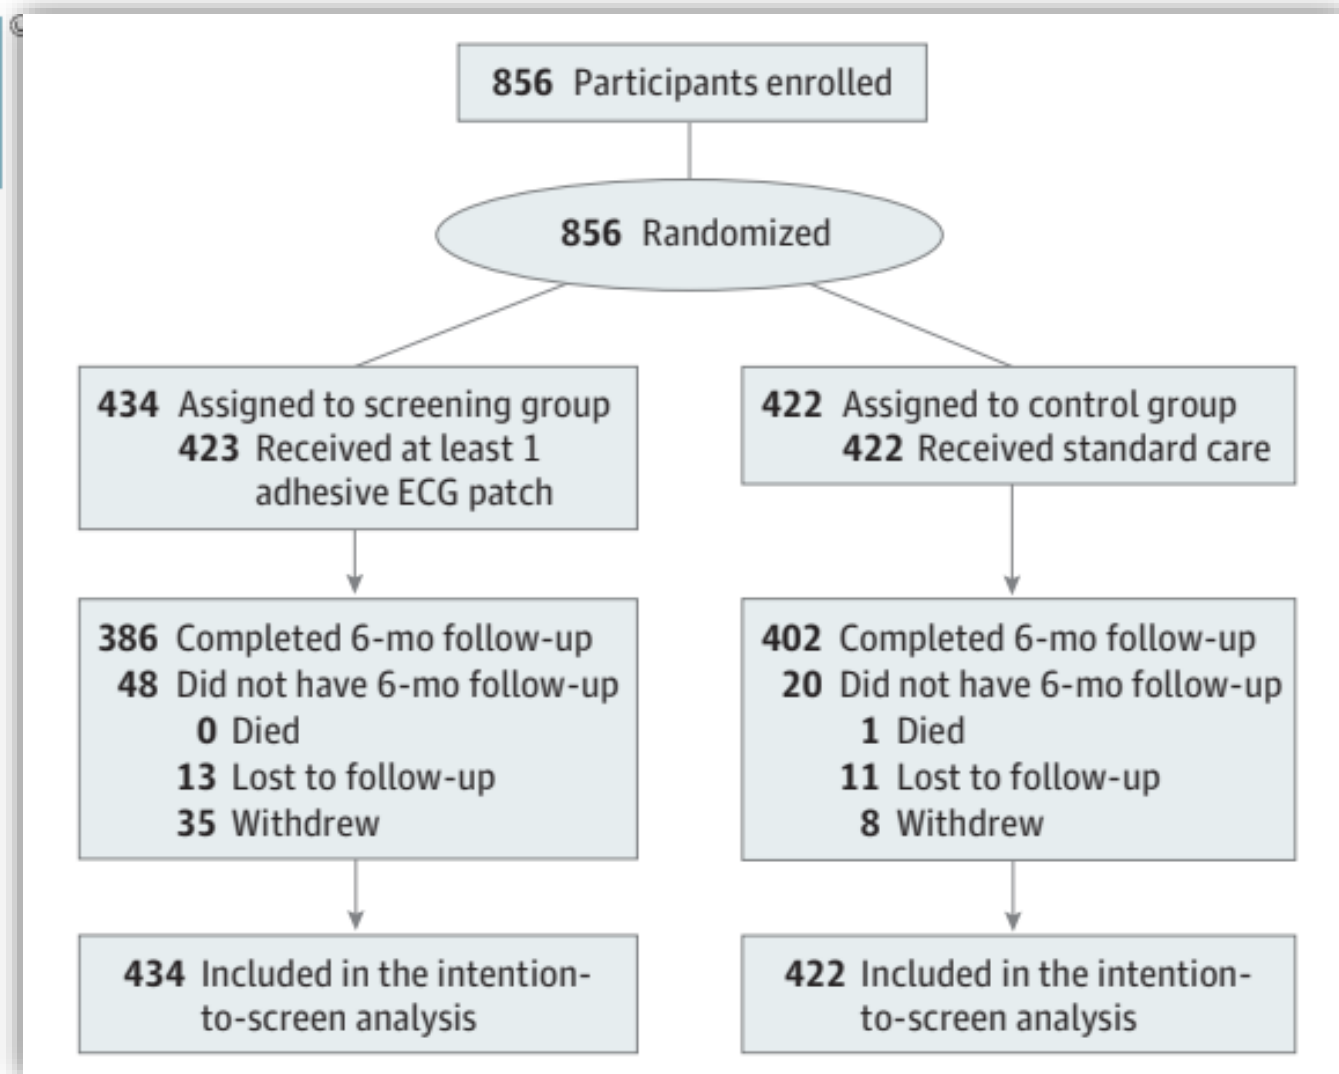 856 Participants enrolled
856 Randomized
434 Assigned to screening group
423 Received at least 1
adhesive ECG patch
422 Assigned to control group
422 Received standard care
386 Completed 6-mo follow-up
48 Did not have 6-mo follow-up
0 Died
13 Lost to follow-up
35 Withdrew
402 Completed 6-mo follow-up
20 Did not have 6-mo follow-up
1 Died
11 Lost to follow-up
8 Withdrew
434 Included in the intention-
to-screen analysis
422 Included in the intention-
to-screen analysis